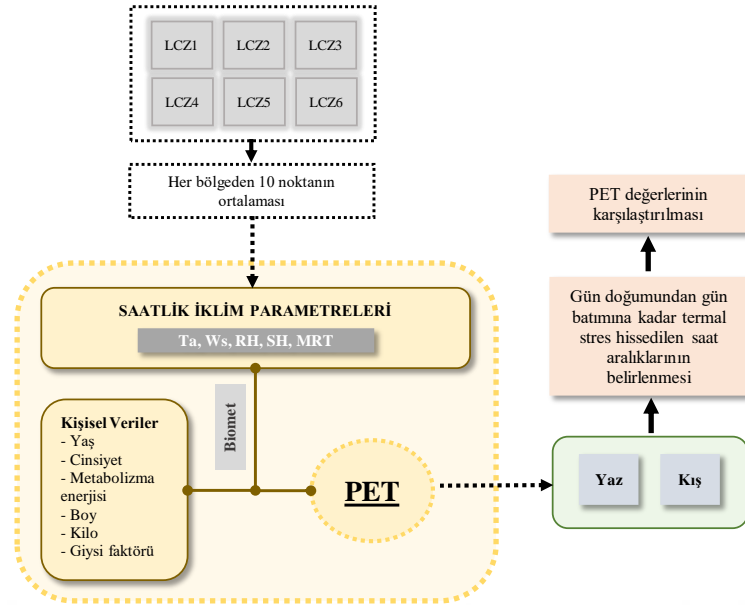 LCZ1
LCZ2
LCZ3
LCZ4
LCZ5
LCZ6
Her bölgeden 10 noktanın
ortalaması
SAATLİK İKLİM PARAMETRELERİ
Ta, Ws, RH, SH, MRT
Biomet
Kişisel Veriler
- Yaş
- Cinsiyet
- Metabolizma
enerjisi
- Boy
- Kilo
- Giysi faktörü
PET
Yaz
Kış
Gün doğumundan gün
batımına kadar termal
stres hissedilen saat
aralıklarının
belirlenmesi
PET değerlerinin
karşılaştırılması